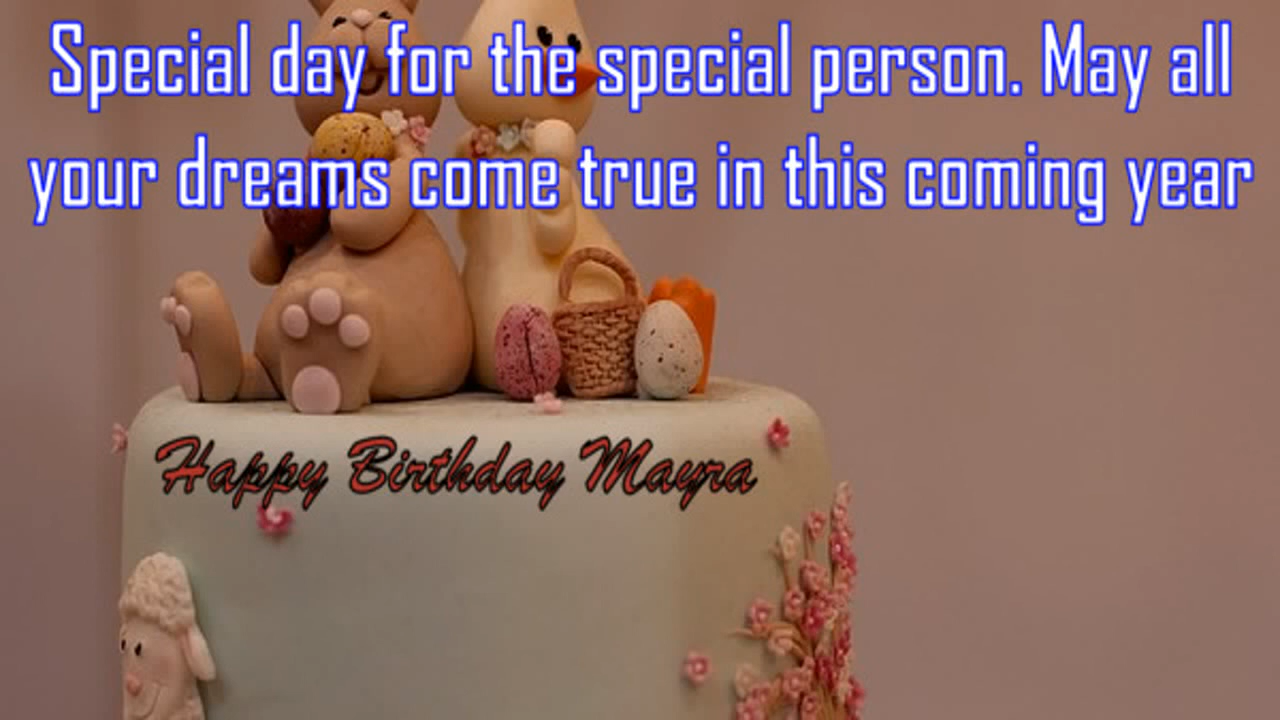 Special day for the special person. May all
your dreams come true in this coming year
Happy Birthday Mayra